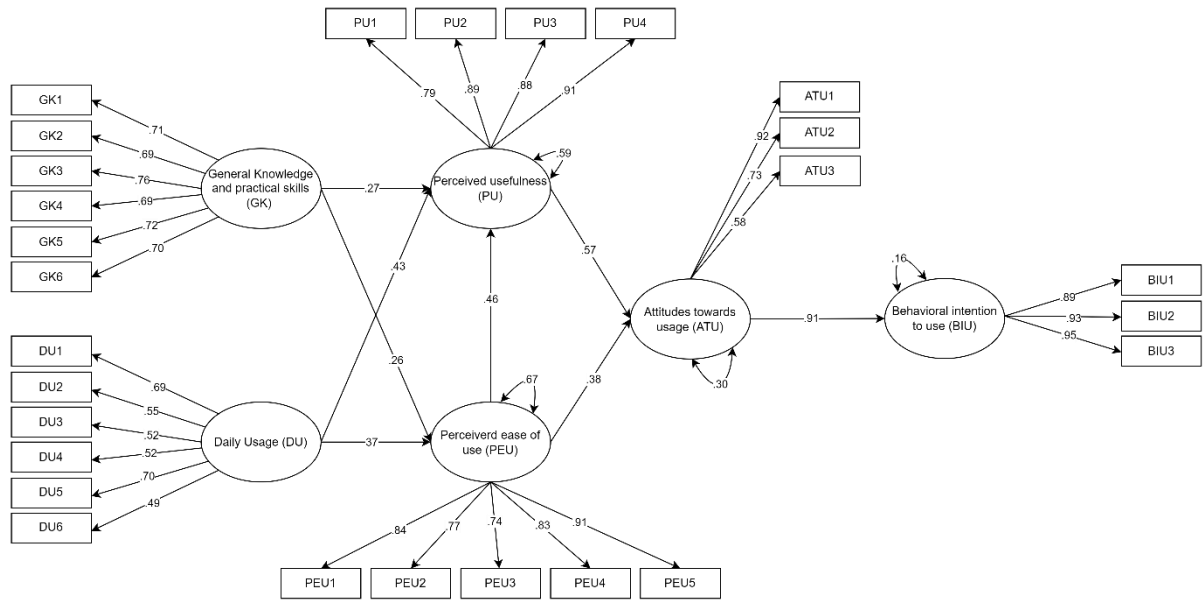 PU1
PU2
PU3
PU4
.79
.89
.88
.91
GK1
GK2
GK3
GK4
GK5
GK6
.71
.69
.76
.69
.72
.70
General Knowledge
and practical skills
(GK)
.27
.26
Perceived usefulness
(PU)
.59
ATU1
ATU2
ATU3
.92
.73
.58
.57
.43
.46
.38
Attitudes towards
usage (ATU)
.30
.91
.16
Behavioral intention
to use (BIU)
.89
.93
.95
BIU1
BIU2
BIU3
DU1
DU2
DU3
DU4
DU5
DU6
.69
.55
.52
.52
.70
.49
Daily Usage (DU)
.37
.67
Perceiverd ease of
use (PEU)
.84
.77
.74
.83
.91
PEU1
PEU2
PEU3
PEU4
PEU5